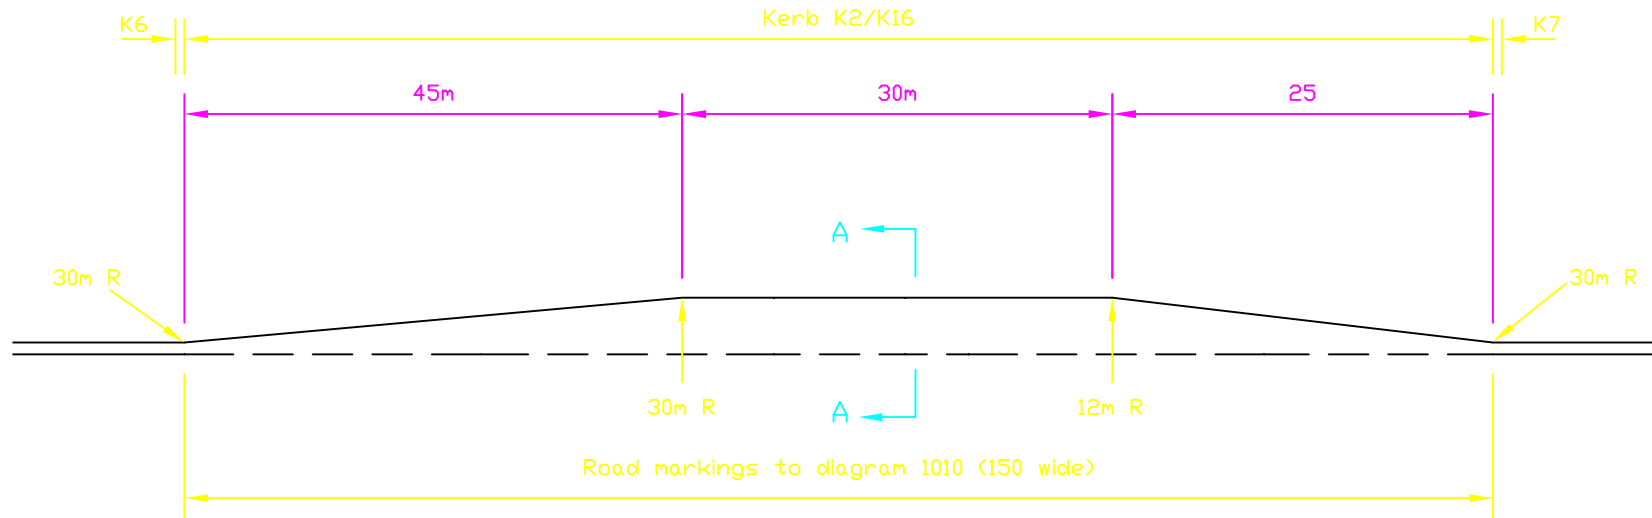 K6
Kerb K2/K16
K7
45m
30m
25
A
30m R
30m R
30m R
A
12m R
Road markings to diagram 1010 (150 wide)